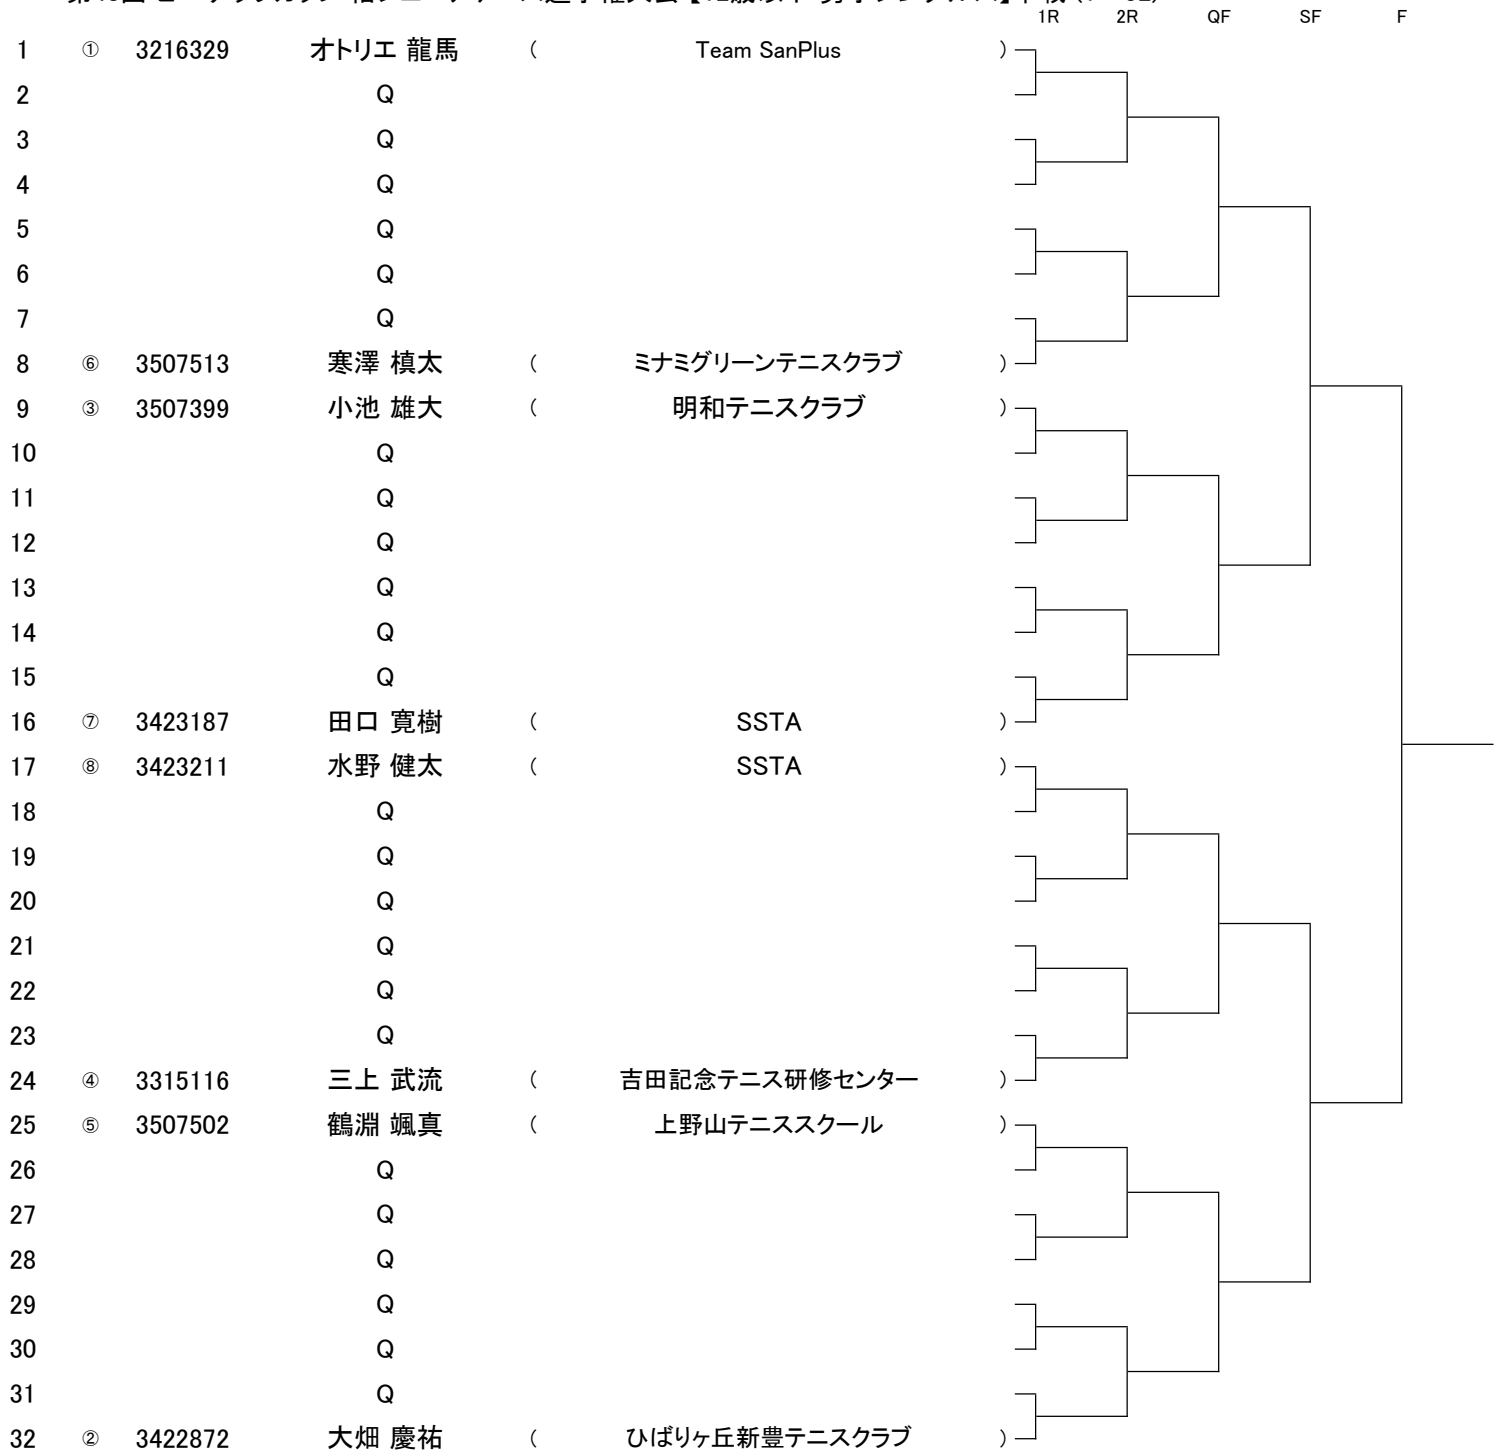 1R 2R QF SF F
1 ① 3216329 オトリエ 龍馬 ( Team SanPlus )
2 Q
3 Q
4 Q
5 Q
6 Q
7 Q
8 ⑥ 3507513 寒澤 槙太 ( ミナミグリーンテニスクラブ )
9 ③ 3507399 小池 雄大 ( 明和テニスクラブ )
10 Q
11 Q
12 Q
13 Q
14 Q
15 Q
16 ⑦ 3423187 田口 寛樹 ( SSTA )
17 ⑧ 3423211 水野 健太 ( SSTA )
18 Q
19 Q
20 Q
21 Q
22 Q
23 Q
24 ④ 3315116 三上 武流 ( 吉田記念テニス研修センター )
25 ⑤ 3507502 鶴淵 颯真 ( 上野山テニススクール )
26 Q
27 Q
28 Q
29 Q
30 Q
31 Q
32 ② 3422872 大畑 慶祐 ( ひばりヶ丘新豊テニスクラブ )